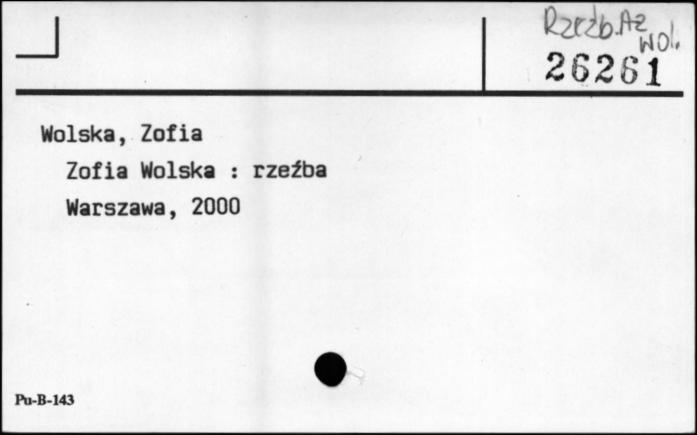 Rzeźb. Az
Wol.
26261
Wolska, Zofia
Zofia Wolska : rzeźba
Warszawa, 2000
Pu-B-143